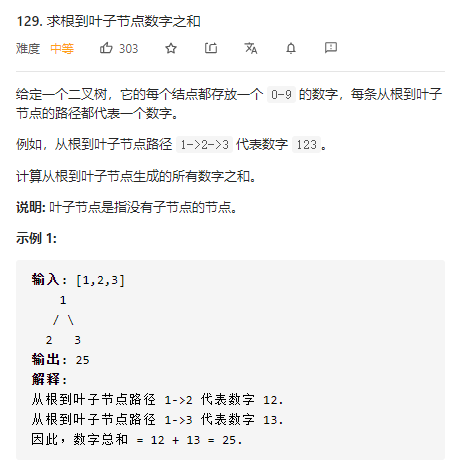 129. 求根到叶子节点数字之和
难度 中等 303
给定一个二叉树，它的每个结点都存放一个 0-9 的数字，每条从根到叶子
节点的路径都代表一个数字。
例如，从根到叶子节点路径 1->2->3 代表数字 123。
计算从根到叶子节点生成的所有数字之和。
说明: 叶子节点是指没有子节点的节点。
示例 1:
输入: [1,2,3]
1
/ \
2 3
输出: 25
解释:
从根到叶子节点路径 1->2 代表数字 12.
从根到叶子节点路径 1->3 代表数字 13.
因此，数字总和 = 12 + 13 = 25.